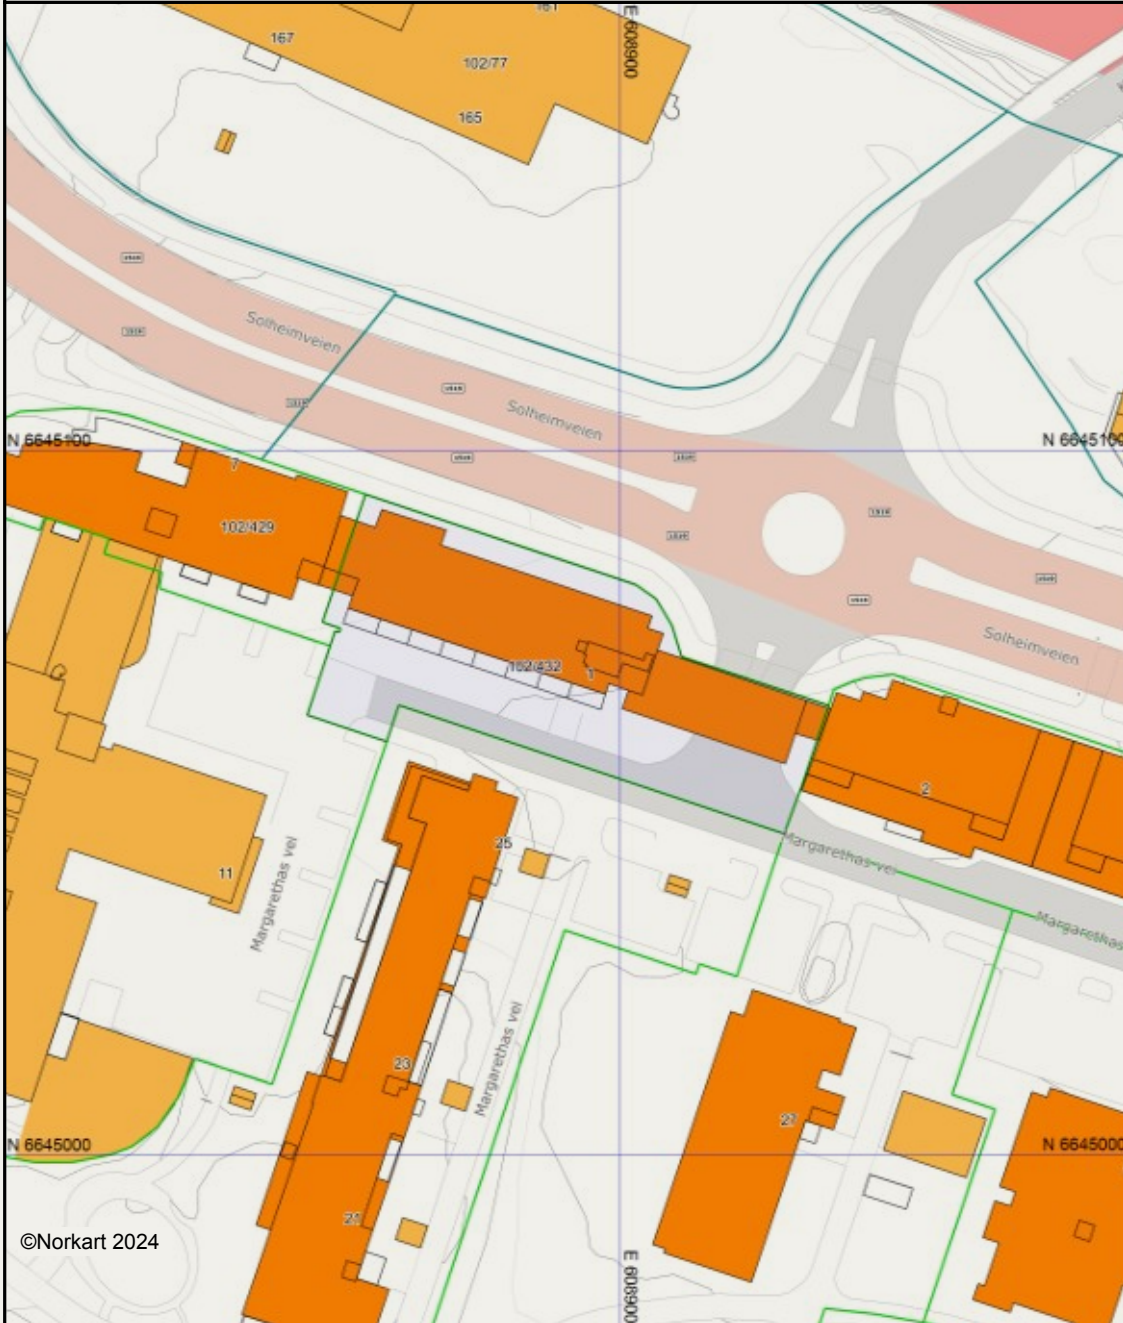 161
E 608900
167
102/77
165
Solheimveien
Solheimveien
N 6645100
N 6645100
7
102/429
Solheimveien
102/432
1
2
25
Margarethas vei
11
Margarethas vei
Margarethas
23
Margarethas vei
27
N 6645000
N 6645000
21
©Norkart 2024
E 608900